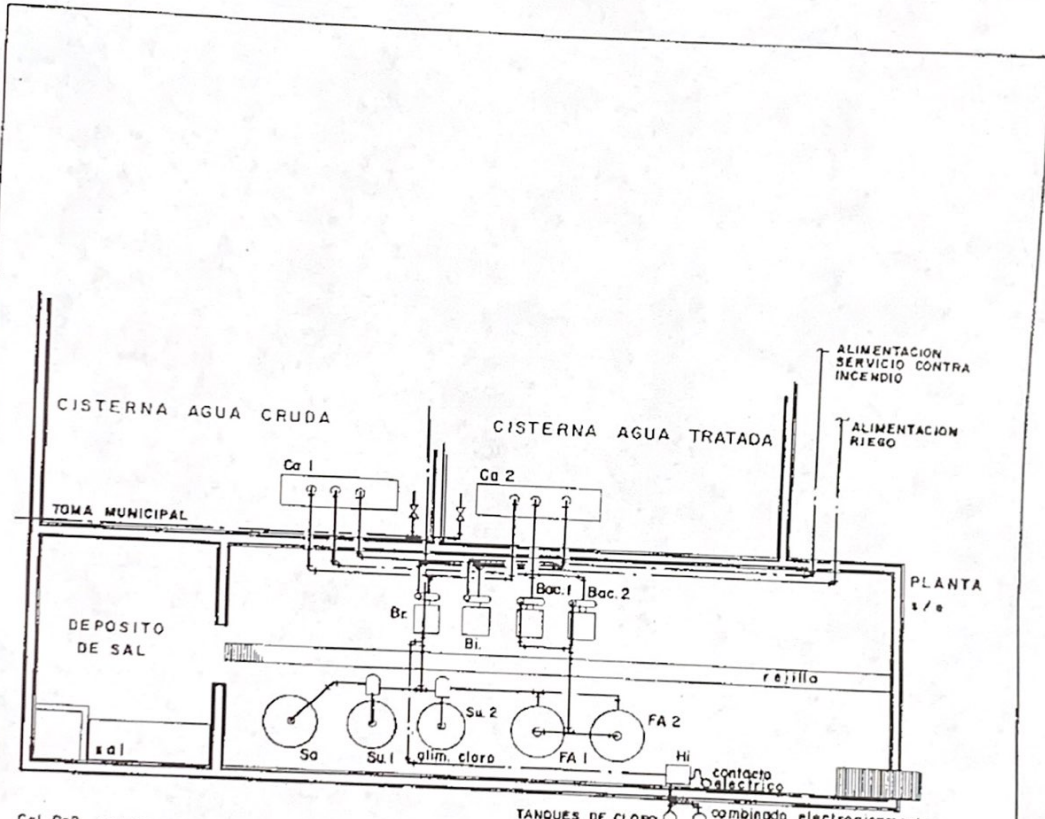 ALIMENTACION
SERVICIO CONTRA
INCENDIO
CISTERNA AGUA CRUDA
CISTERNA AGUA TRATADA
ALIMENTACION
RIEGO
Ca 1
Ca 2
TOMA MUNICIPAL
PLANTA
s/e
Bac.1
Bac.2
Br.
Bi.
DEPOSITO
DE SAL
rejilla
Su. 2
FA 2
sal
Sa
Su.1
alim. cloro
FA 1
Hi
contacto
electrico
TANQUES DE CLORO
combinado